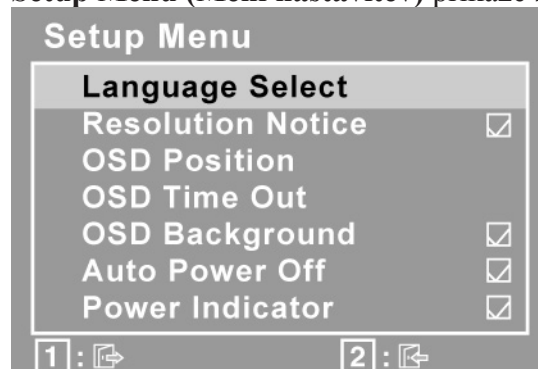 Setup Menu
Language Select
Resolution Notice
OSD Position
OSD Time Out
OSD Background
Auto Power Off
Power Indicator
1 : 2 :